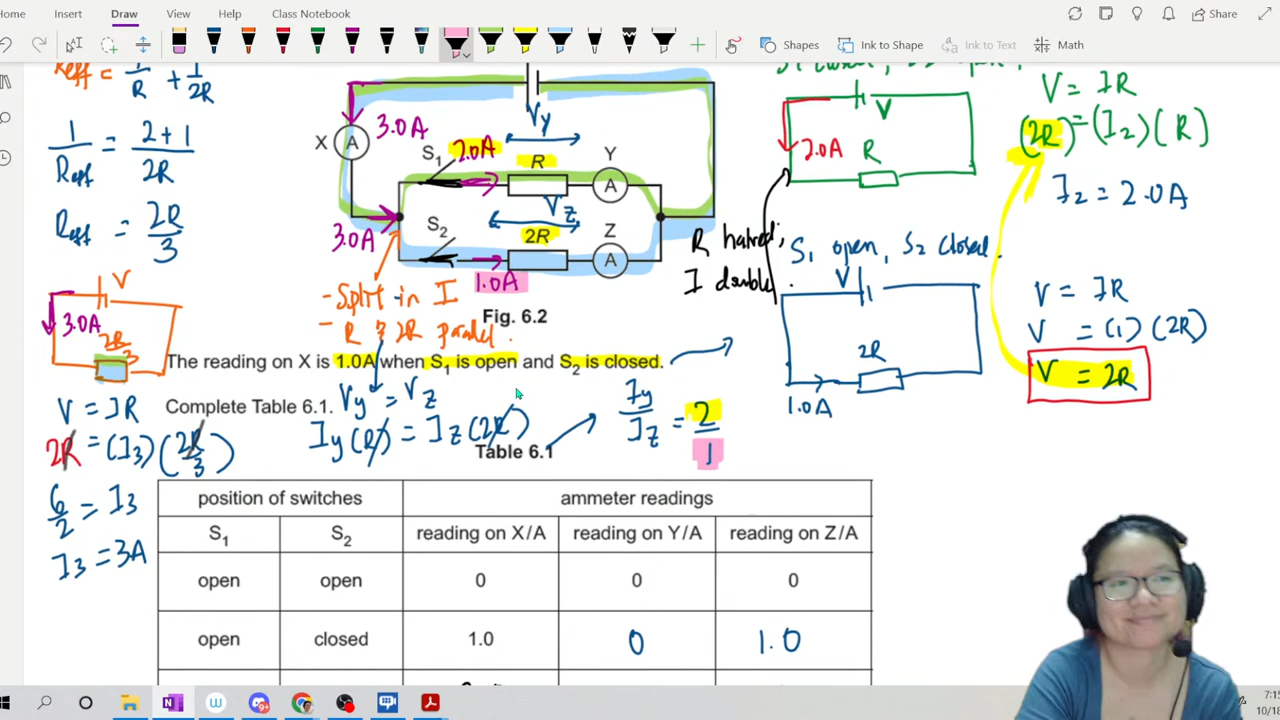 Home Insert Draw View Help Class Notebook Share
Shapes Ink to Shape Ink to Text Math
Reff = 1/R + 1/2R
1/Reff = 2+1/2R
Reff = 2R/3
V
3.0A
2R/3
V = IR
2R = (I3)(2R/3)
6/2 = I3
I3 = 3A
3.0A
X A
Vy
S1 2.0A R Y
A
Vz
S2 2R Z
3.0A A
1.0A
- Split in I
- R & 2R parallel.
Fig. 6.2
The reading on X is 1.0A when S1 is open and S2 is closed.
Complete Table 6.1.
Vy = Vz
Iy(R) = Iz(2R)
Iy/Iz = 2/1
Table 6.1
position of switches ammeter readings
S1 S2 reading on X/A reading on Y/A reading on Z/A
open open 0 0 0
open closed 1.0 0 1.0
V
2.0A R
R halved,
I double.
V = IR
(2R) = (I2)(R)
I2 = 2.0A
S1 open, S2 closed.
V
2R
1.0A
V = IR
V = (1)(2R)
V = 2R
7:15
10/18